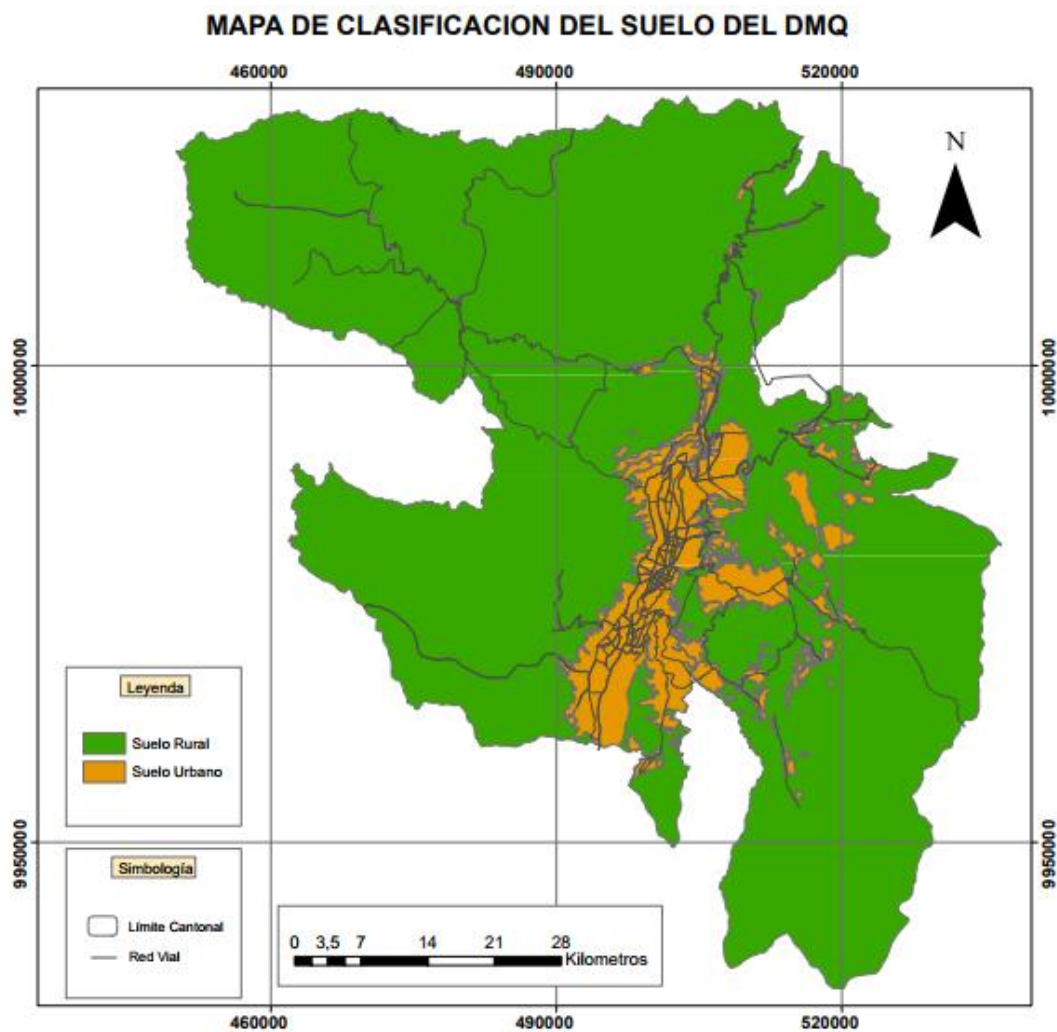 MAPA DE CLASIFICACION DEL SUELO DEL DMQ
460000 490000 520000
N
10000000 10000000
Leyenda
Suelo Rural
Suelo Urbano
9950000 9950000
Simbología
Límite Cantonal
Red Vial
0 3,5 7 14 21 28
Kilometros
460000 490000 520000